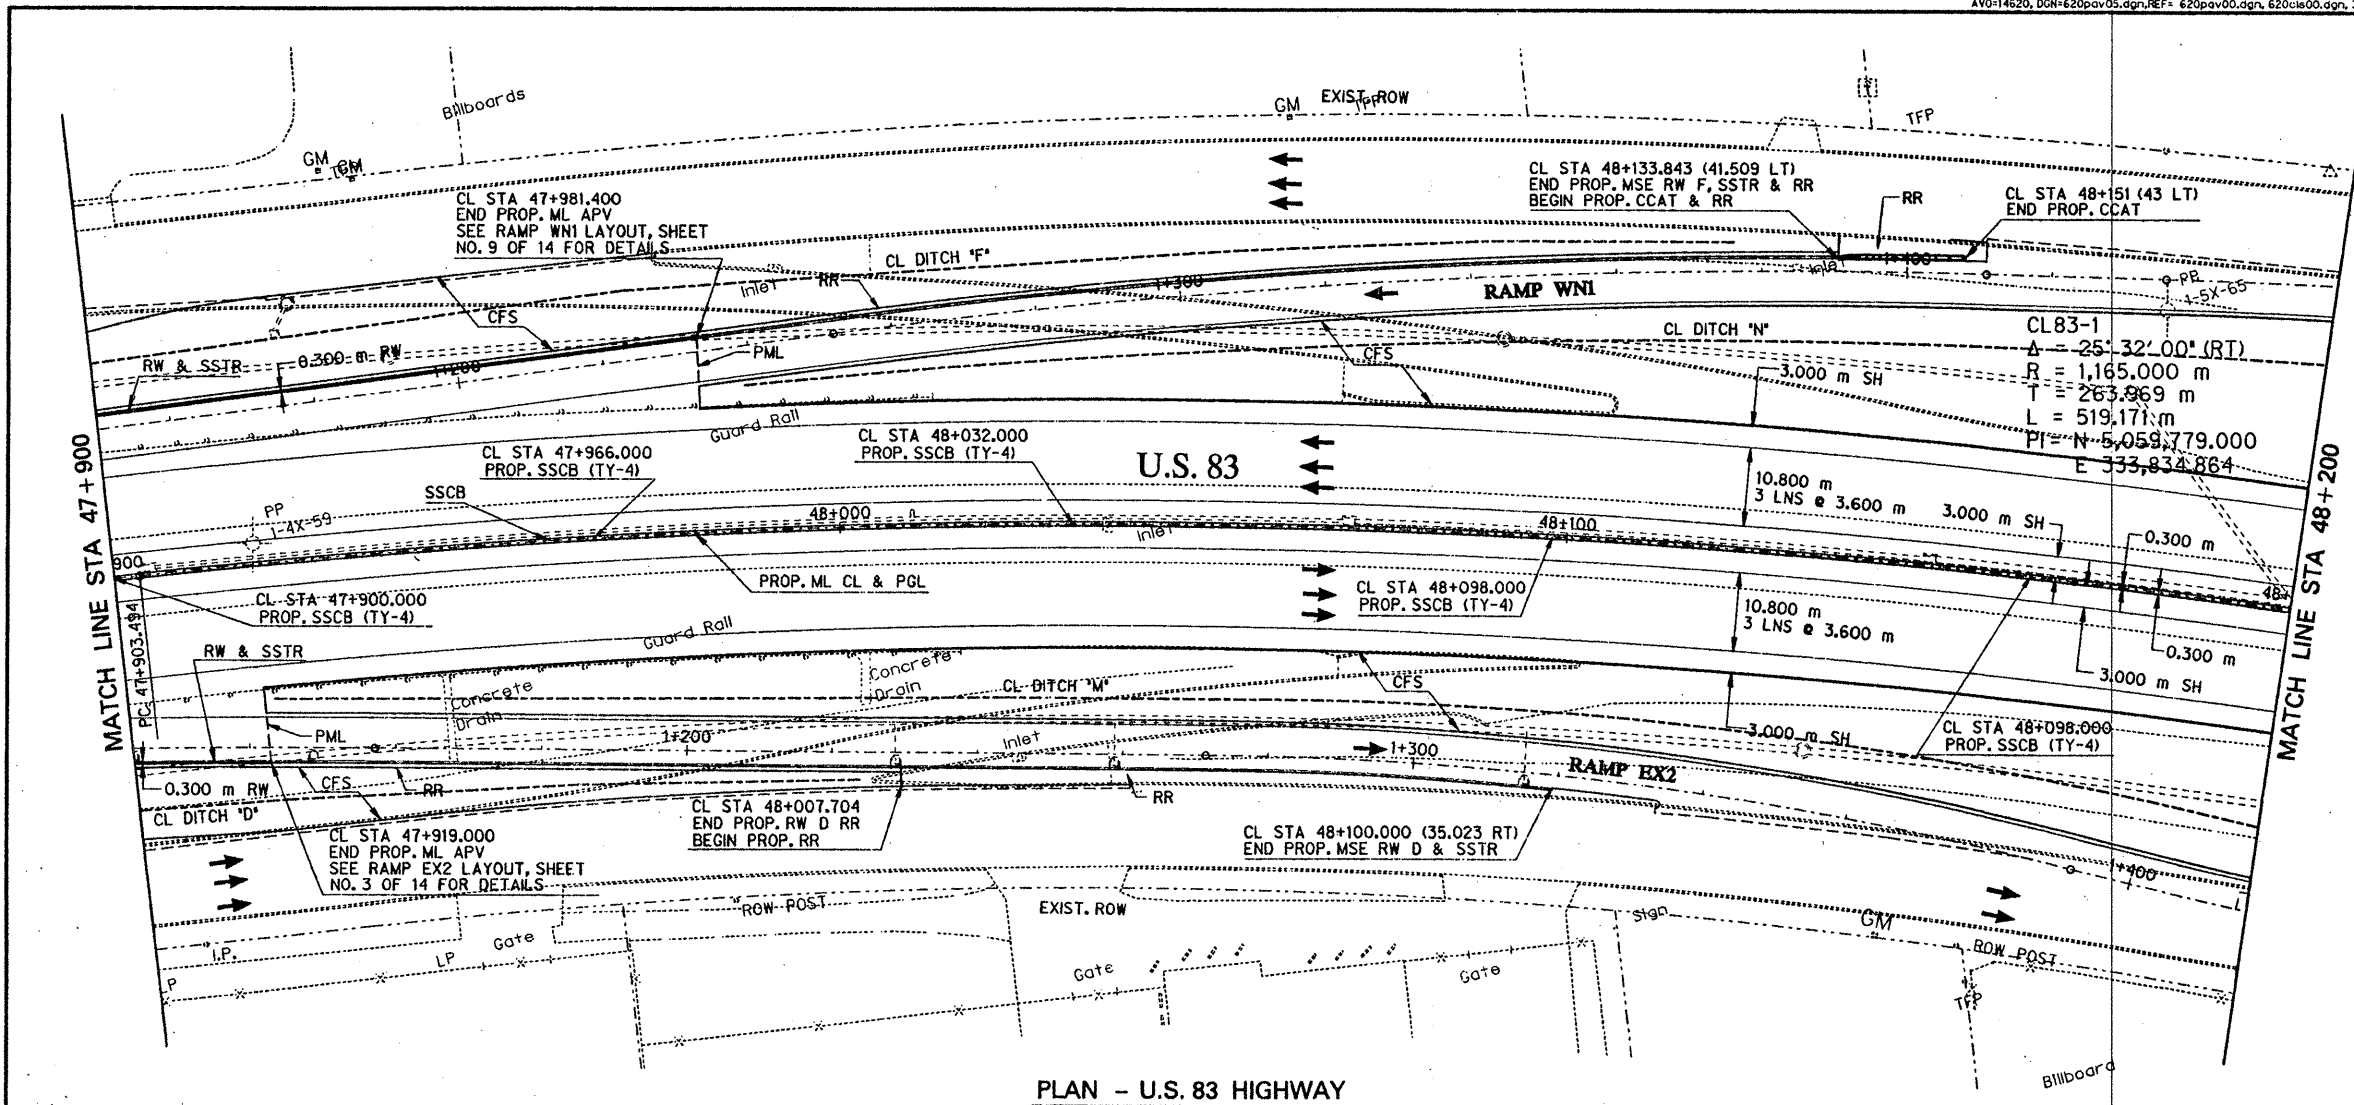 AVO=14620, DGN=620pav05.dgn,REF= 620pav00.dgn, 620cls00.dgn,
Billboards
GM
EXIST. ROW
TFP
TFP
GM
GM
CL STA 47+981.400
END PROP. ML APV
SEE RAMP WN1 LAYOUT, SHEET
NO. 9 OF 14 FOR DETAILS
CL STA 48+133.843 (41.509 LT)
END PROP. MSE RW F, SSTR & RR
BEGIN PROP. CCAT & RR
RR
CL STA 48+151 (43 LT)
END PROP. CCAT
CL DITCH "F"
Inlet
RR
1+300
Inlet
1+400
RAMP WN1
PB
1-5X-65
CFS
RW & SSTR
0.300 m RW
1+200
PML
CFS
CL DITCH "N"
3.000 m SH
CL83-1
Δ = 25° 32' 00" (RT)
R = 1,165.000 m
T = 263.969 m
L = 519.171 m
PI= N 5,059,779.000
E 333,834.864
Guard Rail
MATCH LINE STA 47+900
CL STA 47+966.000
PROP. SSCB (TY-4)
CL STA 48+032.000
PROP. SSCB (TY-4)
U.S. 83
10.800 m
3 LNS @ 3.600 m
3.000 m SH
0.300 m
MATCH LINE STA 48+200
SSCB
PP
1-4X-59
48+000
Inlet
48+100
900
48+
CL STA 47+900.000
PROP. SSCB (TY-4)
PROP. ML CL & PGL
CL STA 48+098.000
PROP. SSCB (TY-4)
10.800 m
3 LNS @ 3.600 m
0.300 m
3.000 m SH
PC 47+903.494
RW & SSTR
Guard Rail
Concrete
Drain
Concrete
Drain
CL DITCH "M"
CFS
PML
1+200
Inlet
1+300
RAMP EX2
3.000 m SH
CL STA 48+098.000
PROP. SSCB (TY-4)
0.300 m RW
CFS
RR
CL DITCH "D"
CL STA 47+919.000
END PROP. ML APV
SEE RAMP EX2 LAYOUT, SHEET
NO. 3 OF 14 FOR DETAILS
CL STA 48+007.704
END PROP. RW D RR
BEGIN PROP. RR
RR
CL STA 48+100.000 (35.023 RT)
END PROP. MSE RW D & SSTR
1+400
ROW POST
EXIST. ROW
Sign
GM
ROW POST
I.P.
Gate
LP
P
Gate
Gate
TFP
Billboard
PLAN - U.S. 83 HIGHWAY